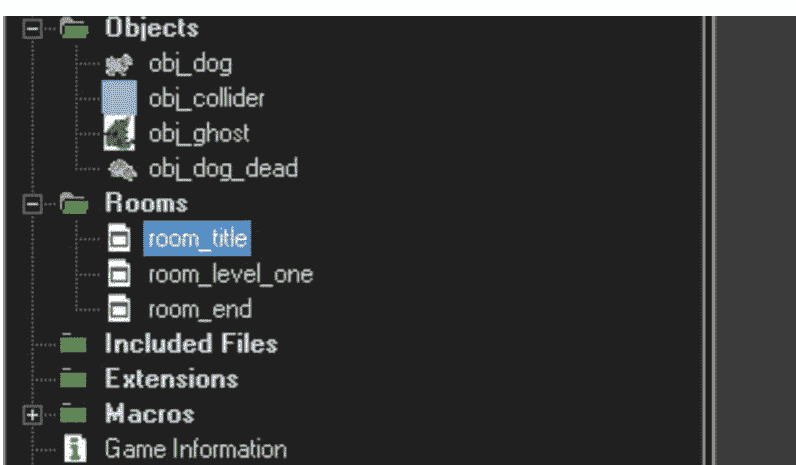 Objects
obj_dog
obj_collider
obj_ghost
obj_dog_dead
Rooms
room_title
room_level_one
room_end
Included Files
Extensions
Macros
Game Information